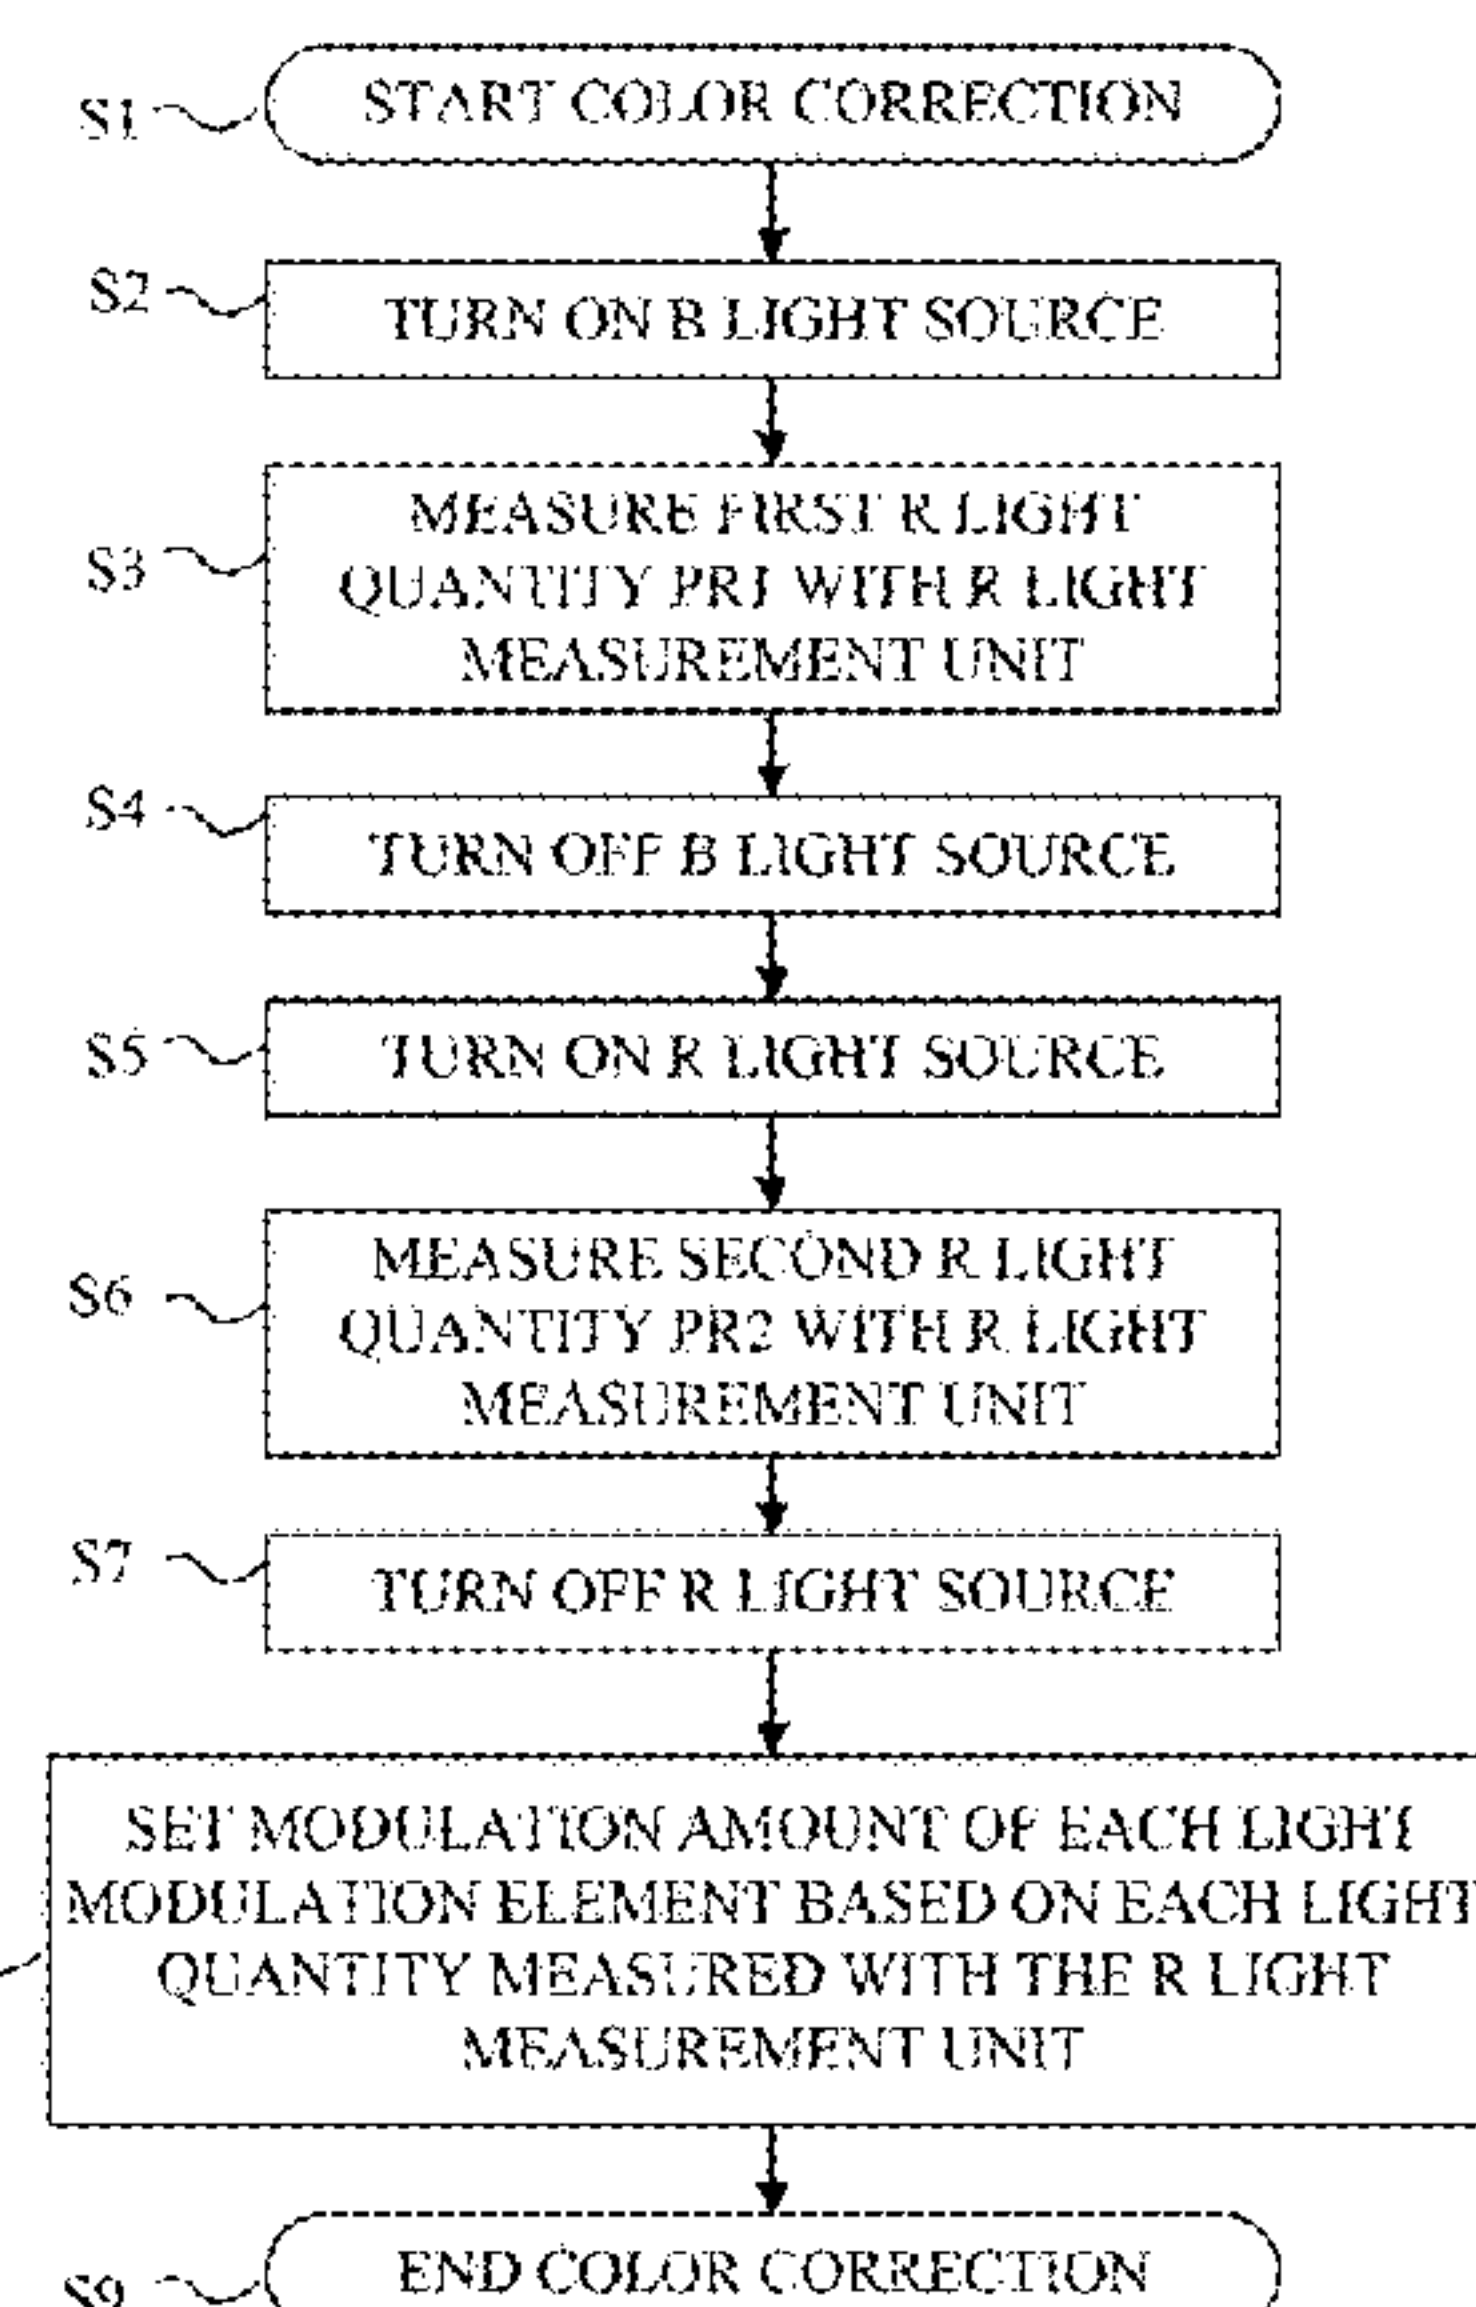 S1
START COLOR CORRECTION
S2
TURN ON B LIGHT SOURCE
S3
MEASURE FIRST R LIGHT
QUANTITY PR1 WITH R LIGHT
MEASUREMENT UNIT
S4
TURN OFF B LIGHT SOURCE
S5
TURN ON R LIGHT SOURCE
S6
MEASURE SECOND R LIGHT
QUANTITY PR2 WITH R LIGHT
MEASUREMENT UNIT
S7
TURN OFF R LIGHT SOURCE
SET MODULATION AMOUNT OF EACH LIGHT
MODULATION ELEMENT BASED ON EACH LIGHT
QUANTITY MEASURED WITH THE R LIGHT
MEASUREMENT UNIT
S9
END COLOR CORRECTION